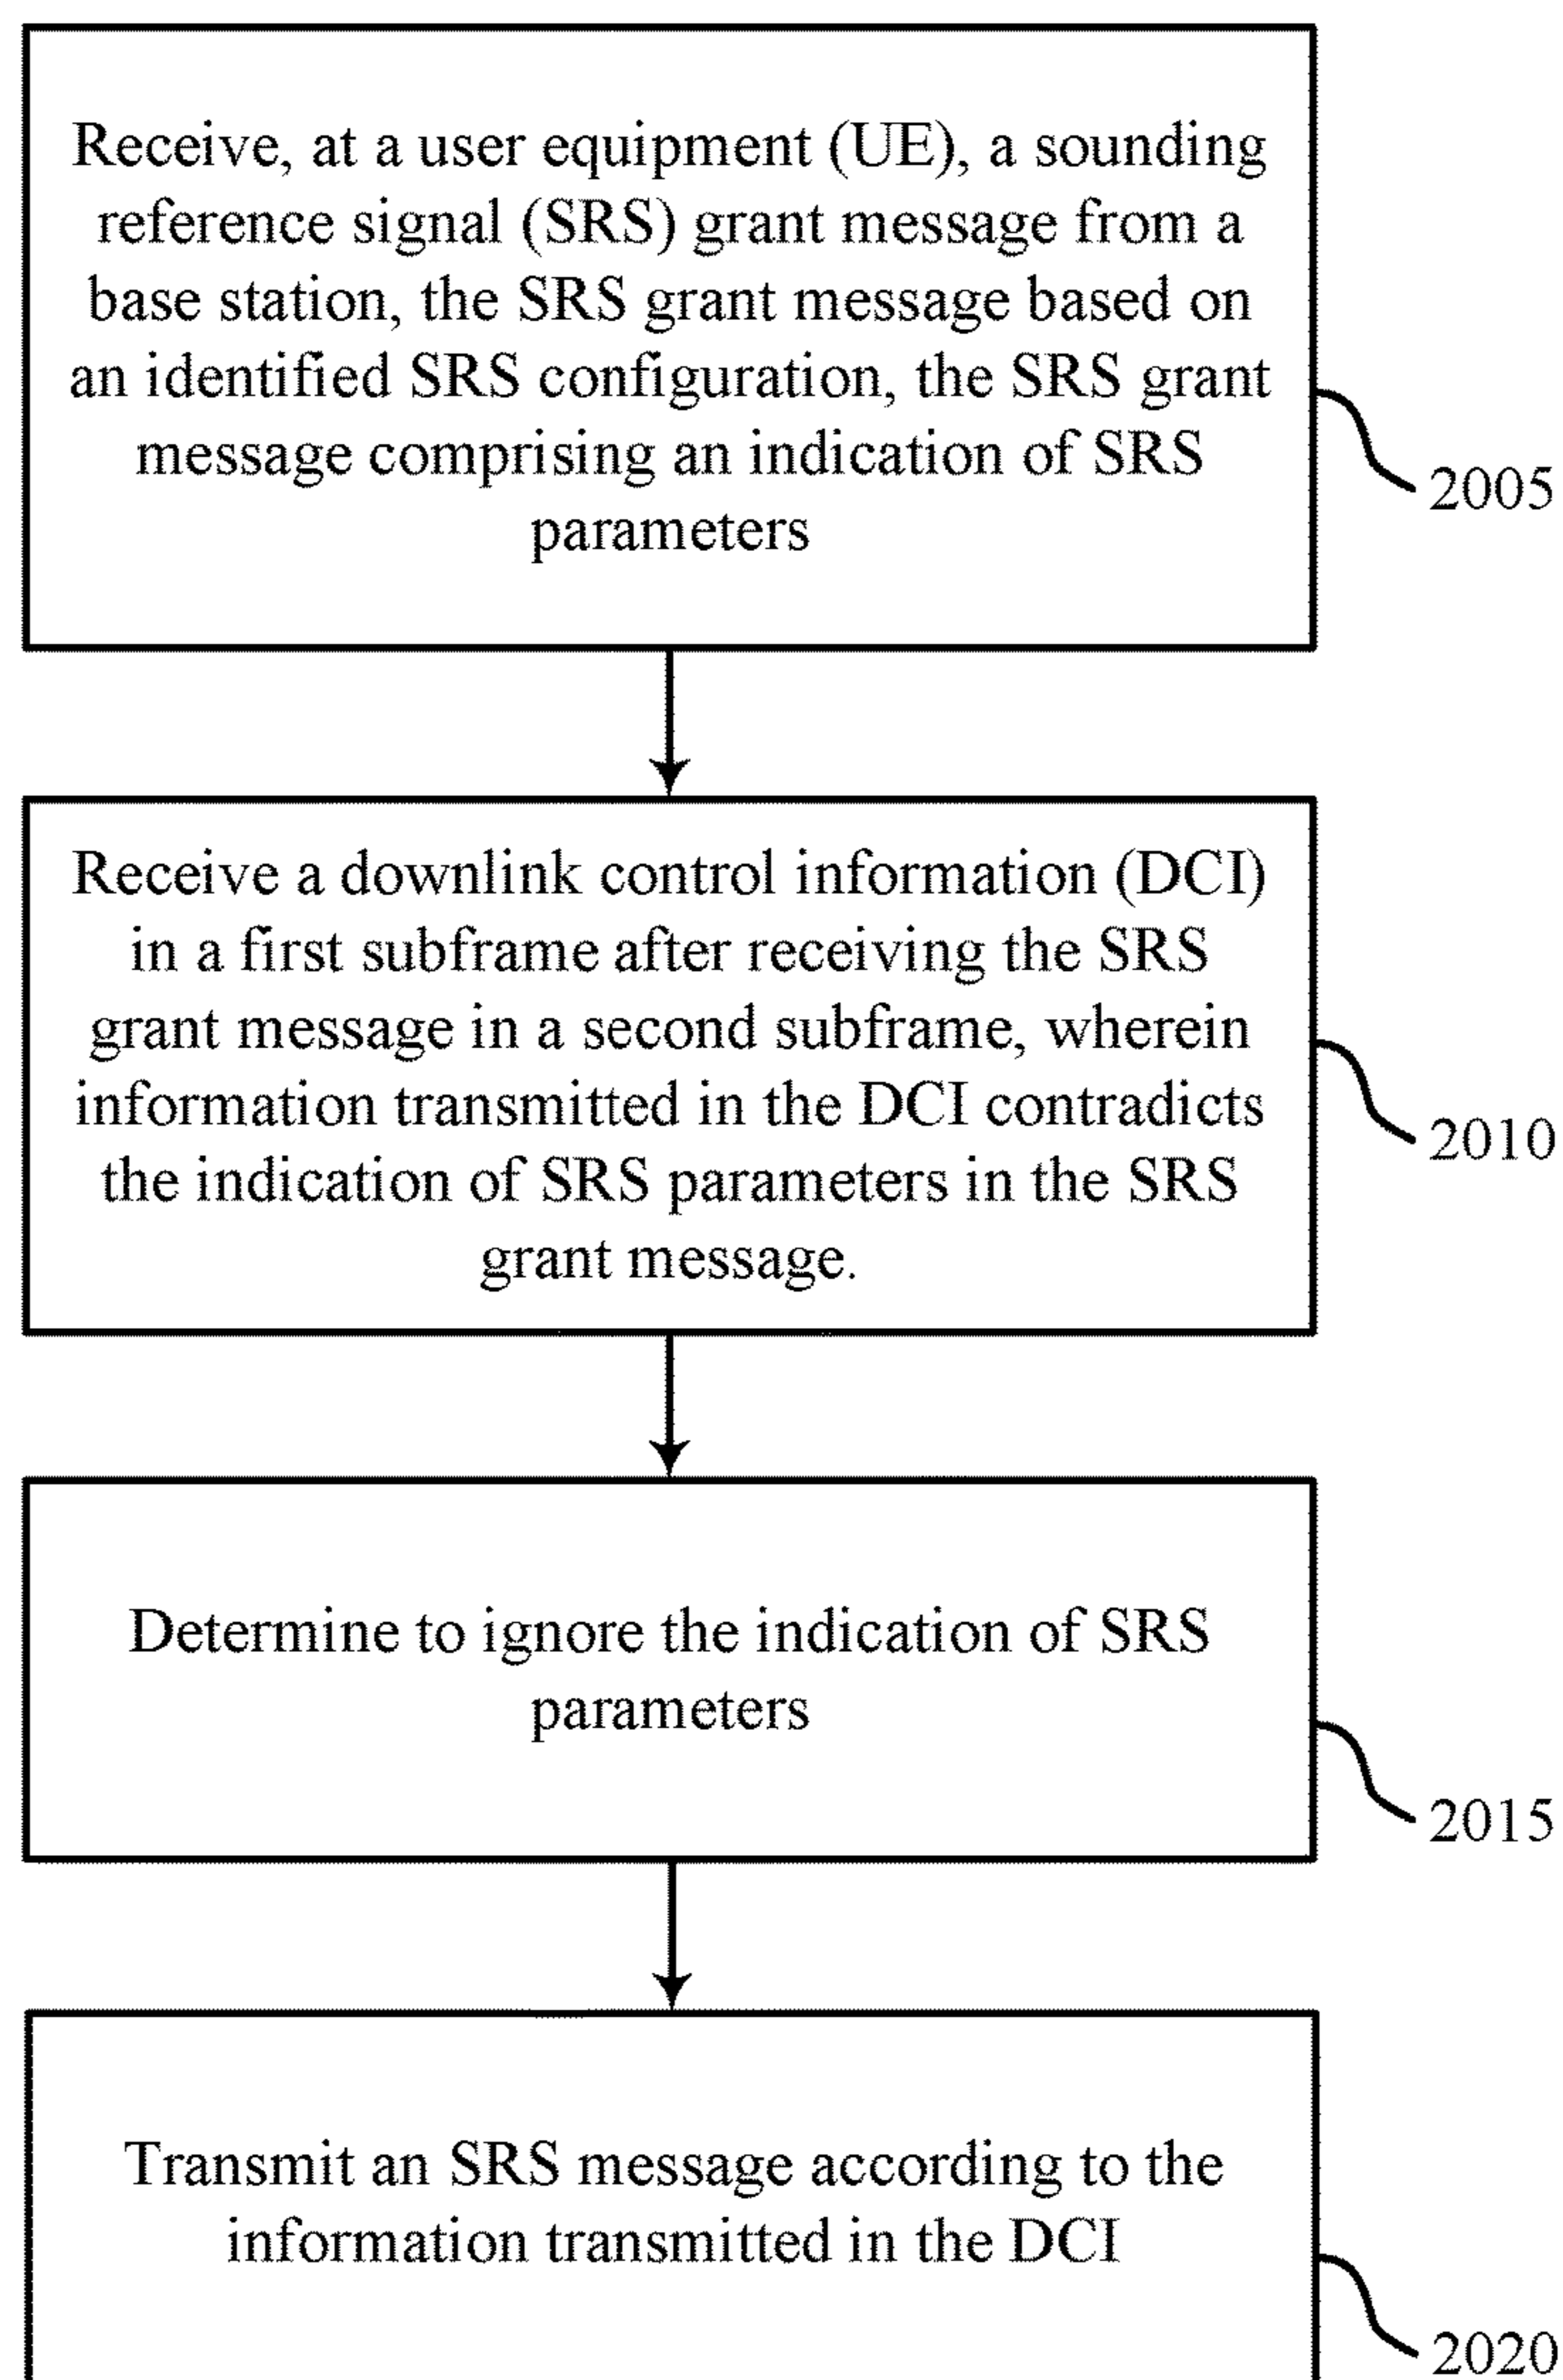 Receive, at a user equipment (UE), a sounding
reference signal (SRS) grant message from a
base station, the SRS grant message based on
an identified SRS configuration, the SRS grant
message comprising an indication of SRS
parameters
2005
Receive a downlink control information (DCI)
in a first subframe after receiving the SRS
grant message in a second subframe, wherein
information transmitted in the DCI contradicts
the indication of SRS parameters in the SRS
grant message.
2010
Determine to ignore the indication of SRS
parameters
2015
Transmit an SRS message according to the
information transmitted in the DCI
2020